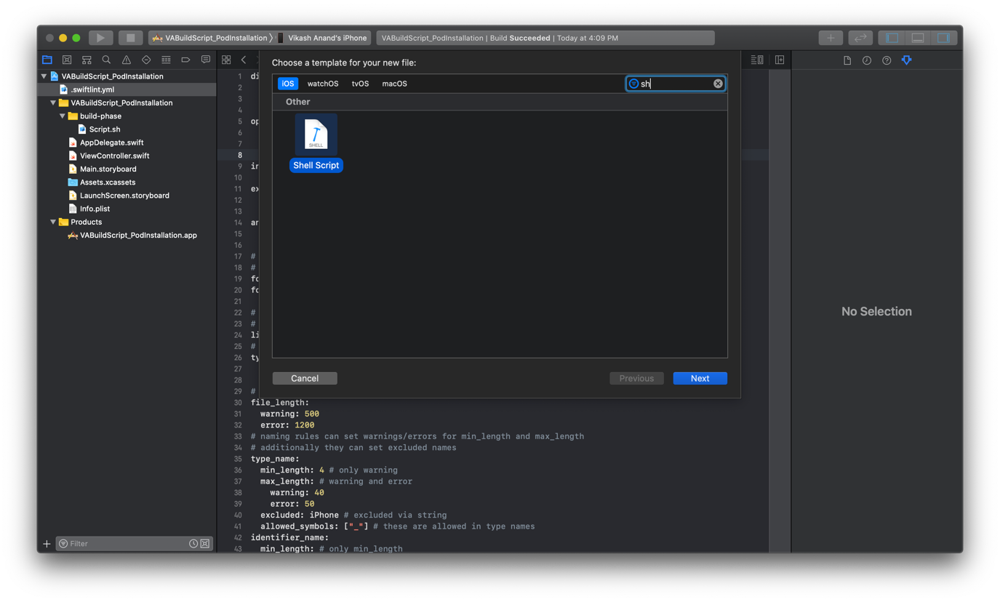 VABuildScript_PodInstallation 〉 Vikash Anand's iPhone
VABuildScript_PodInstallation | Build Succeeded | Today at 4:09 PM
VABuildScript_PodInstallation
.swiftlint.yml
VABuildScript_PodInstallation
build-phase
Script.sh
AppDelegate.swift
ViewController.swift
Main.storyboard
Assets.xcassets
LaunchScreen.storyboard
Info.plist
Products
VABuildScript_PodInstallation.app
Filter
Choose a template for your new file:
iOS watchOS tvOS macOS
sh
Other
SHELL
Shell Script
Cancel Previous Next
1 di
2
3
4
5 op
6
7
8
9 in
10
11 ex
12
13
14 an
15
16
17 #
18 #
19 fo
20 fo
21
22 #
23 #
24 li
25 #
26 ty
27
28
29 #
30 file_length:
31 warning: 500
32 error: 1200
33 # naming rules can set warnings/errors for min_length and max_length
34 # additionally they can set excluded names
35 type_name:
36 min_length: 4 # only warning
37 max_length: # warning and error
38 warning: 40
39 error: 50
40 excluded: iPhone # excluded via string
41 allowed_symbols: ["_"] # these are allowed in type names
42 identifier_name:
43 min_length: # only min_length
No Selection